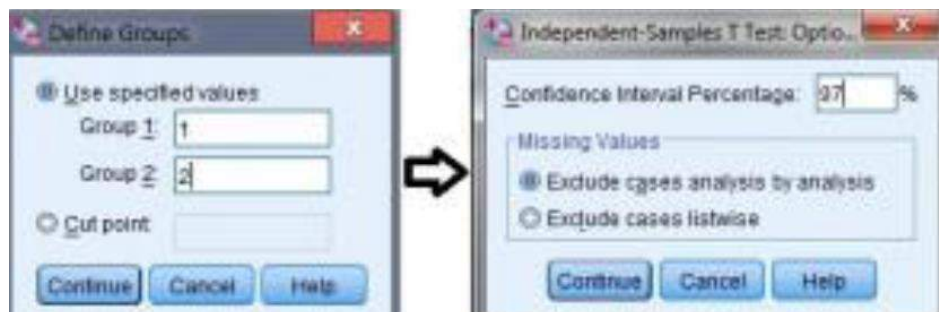 Define Groups
Use specified values
Group 1: 1
Group 2: 2
Cut point
Continue Cancel Help
Independent-Samples T Test: Optio...
Confidence Interval Percentage: 97 %
Missing Values
Exclude cases analysis by analysis
Exclude cases listwise
Continue Cancel Help